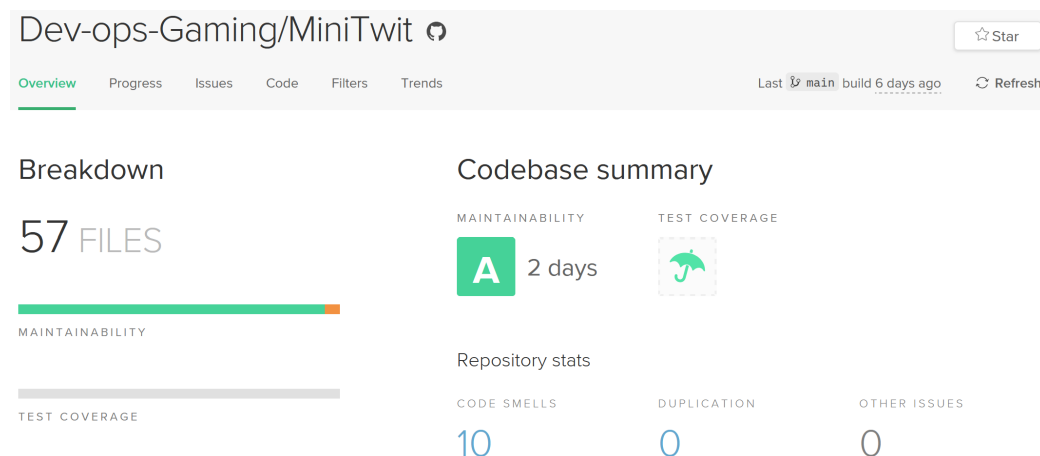 Dev-ops-Gaming/MiniTwit
Star
Overview Progress Issues Code Filters Trends Last main build 6 days ago Refresh
Breakdown
57 FILES
MAINTAINABILITY
TEST COVERAGE
Codebase summary
MAINTAINABILITY TEST COVERAGE
A 2 days
Repository stats
CODE SMELLS DUPLICATION OTHER ISSUES
10 0 0